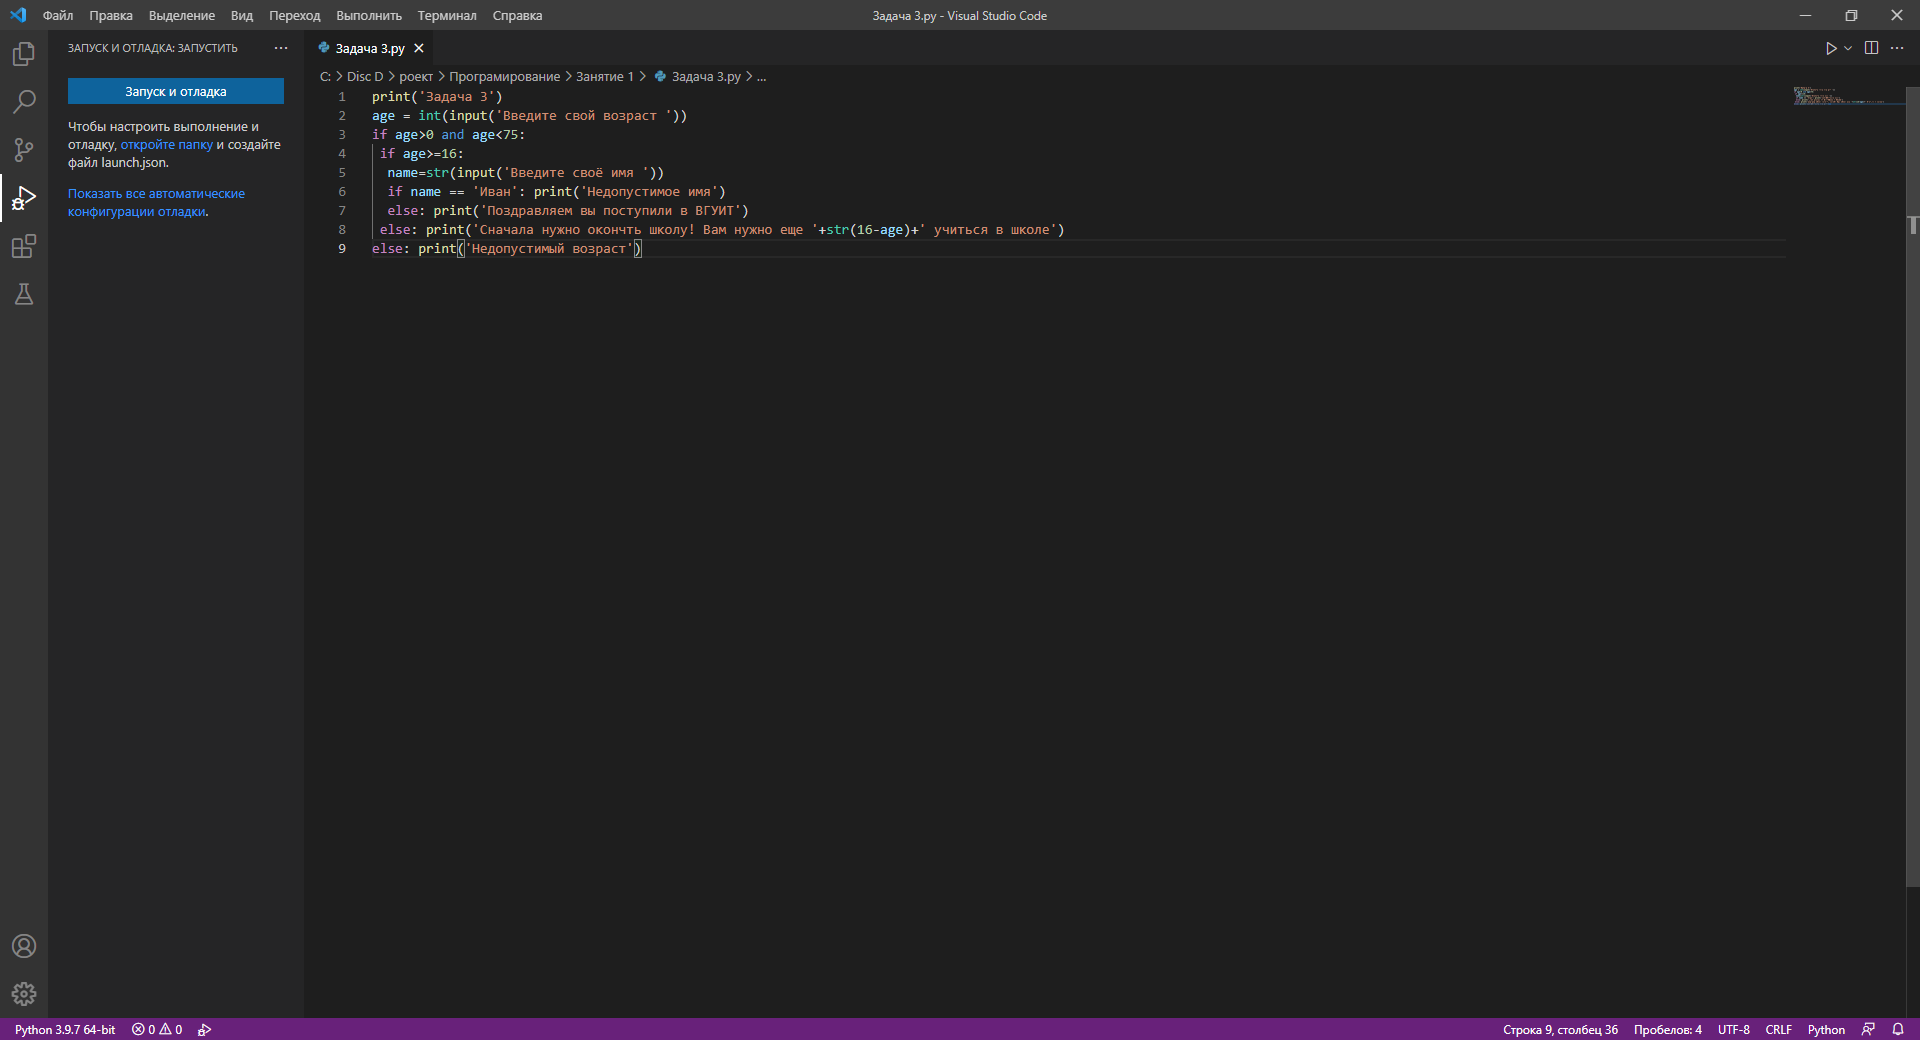 Файл Правка Выделение Вид Переход Выполнить Терминал Справка
Задача 3.py - Visual Studio Code
ЗАПУСК И ОТЛАДКА: ЗАПУСТИТЬ
Запуск и отладка
Чтобы настроить выполнение и
отладку, откройте папку и создайте
файл launch.json.
Показать все автоматические
конфигурации отладки.
Задача 3.py
C: > Disc D > роект > Програмирование > Занятие 1 > Задача 3.py > ...
1 print('Задача 3')
2 age = int(input('Введите свой возраст '))
3 if age>0 and age<75:
4  if age>=16:
5   name=str(input('Введите своё имя '))
6   if name == 'Иван': print('Недопустимое имя')
7   else: print('Поздравляем вы поступили в ВГУИТ')
8  else: print('Сначала нужно окончть школу! Вам нужно еще '+str(16-age)+' учиться в школе')
9 else: print('Недопустимый возраст')
Python 3.9.7 64-bit 0 0
Строка 9, столбец 36 Пробелов: 4 UTF-8 CRLF Python